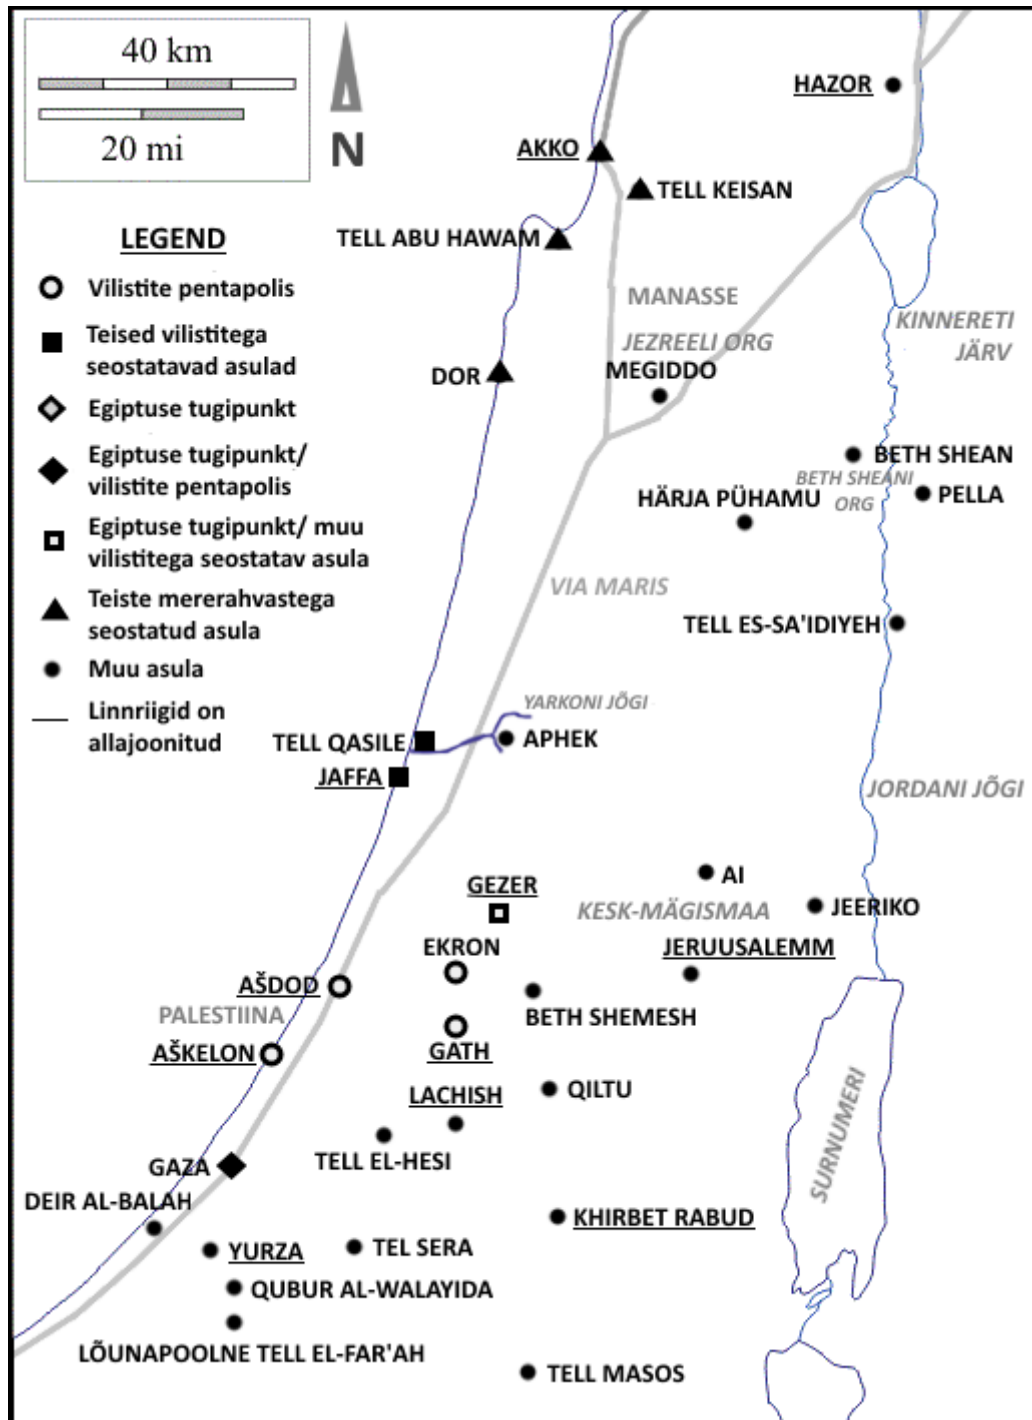 40 km
20 mi
N
HAZOR
AKKO
TELL KEISAN
TELL ABU HAWAM
LEGEND
Vilistite pentapolis
Teised vilistitega
seostatavad asulad
Egiptuse tugipunkt
Egiptuse tugipunkt/
vilistite pentapolis
Egiptuse tugipunkt/ muu
vilistitega seostatav asula
Teiste mererahvastega
seostatud asula
Muu asula
Linnriigid on
allajoonitud
MANASSE
KINNERETI
JÄRV
JEZREELI ORG
MEGIDDO
DOR
BETH SHEAN
BETH SHEANI
ORG
PELLA
HÄRJA PÜHAMU
VIA MARIS
TELL ES-SA'IDIYEH
YARKONI JÕGI
TELL QASILE
APHEK
JAFFA
JORDANI JÕGI
AI
GEZER
KESK-MÄGISMAA
JEERIKO
EKRON
JERUUSALEMM
AŠDOD
PALESTIINA
BETH SHEMESH
AŠKELON
GATH
LACHISH
QILTU
SURNUMERI
TELL EL-HESI
GAZA
DEIR AL-BALAH
KHIRBET RABUD
YURZA
TEL SERA
QUBUR AL-WALAYIDA
LÕUNAPOOLNE TELL EL-FAR'AH
TELL MASOS